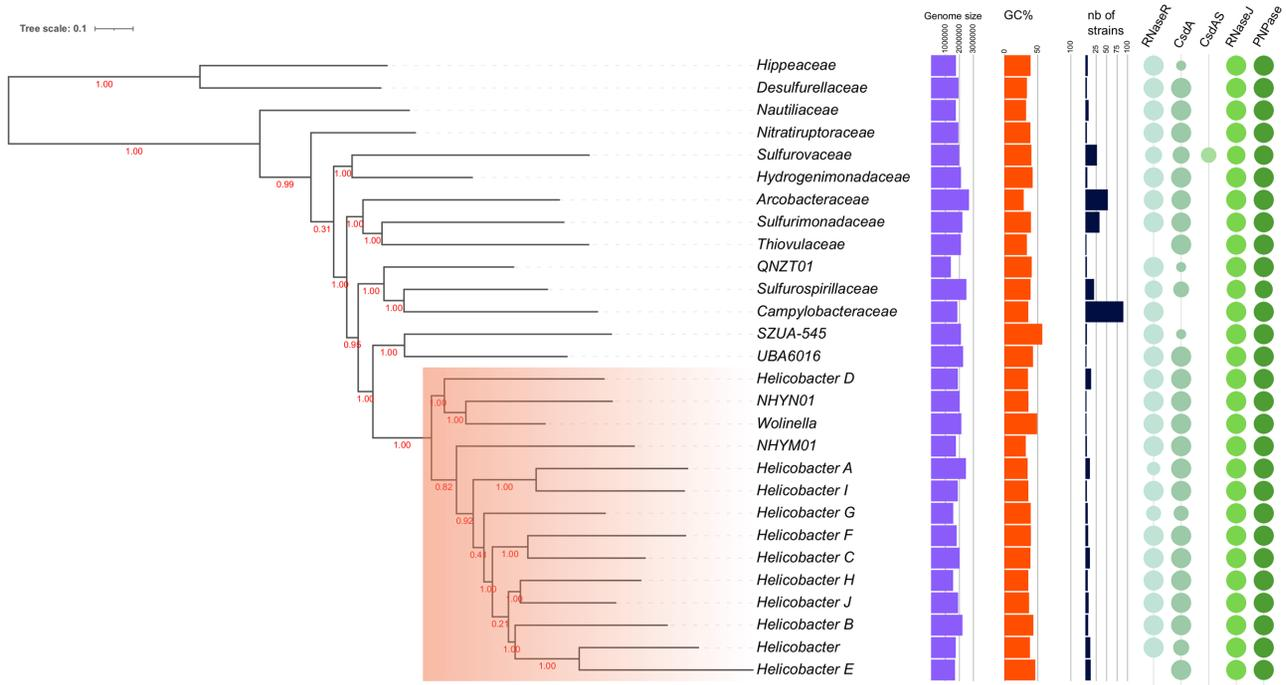 Tree scale: 0.1
Genome size
1000000
2000000
3000000
GC%
0
50
100
nb of
strains
25
50
75
100
RNaseR
CsdA
CsdAS
RNaseJ
PNPase
Hippeaceae
1.00
Desulfurellaceae
Nautiliaceae
Nitratiruptoraceae
1.00
Sulfurovaceae
1.00
Hydrogenimonadaceae
0.99
Arcobacteraceae
Sulfurimonadaceae
1.00
0.31
1.00
Thiovulaceae
QNZT01
1.00
Sulfurospirillaceae
1.00
1.00
Campylobacteraceae
SZUA-545
0.95
1.00
UBA6016
Helicobacter D
1.00
NHYN01
1.00
1.00
Wolinella
1.00
NHYM01
Helicobacter A
0.82
1.00
Helicobacter I
Helicobacter G
0.92
Helicobacter F
0.41
1.00
Helicobacter C
Helicobacter H
1.00
1.00
Helicobacter J
0.21
Helicobacter B
Helicobacter
1.00
1.00
Helicobacter E